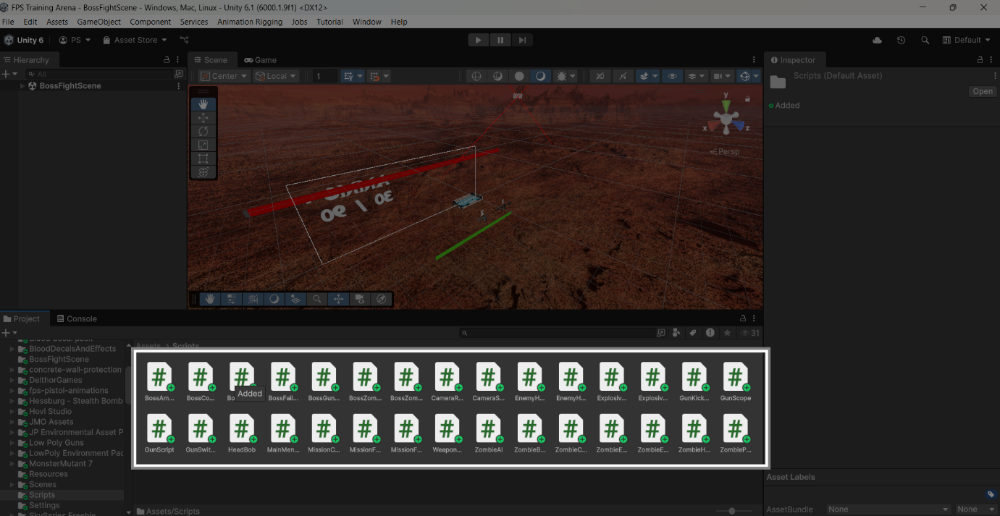 FPS Training Arena - BossFightScene - Windows, Mac, Linux - Unity 6.1 (6000.1.9f1) <DX12>
File Edit Assets GameObject Component Services Animation Rigging Jobs Tutorial Window Help
Unity 6 PS Asset Store Default
Hierarchy
All
BossFightScene
Scene Game
Center Local 1 2D
y
x z
Persp
Inspector
Scripts (Default Asset)
Open
Added
Project Console
31
BloodDecalsAndEffects
BossFightScene
concrete-wall-protection
DelthorGames
fps-pistol-animations
Hessburg - Stealth Bomb
Hovl Studio
JMO Assets
JP Environmental Asset P
Low Poly Guns
LowPoly Environment Pac
MonsterMutant 7
Resources
Scenes
Scripts
Settings
Assets > Scripts
BossAm... BossCo... Bo Added BossFail... BossGun... BossZom... BossZom... CameraR... CameraS... EnemyH... EnemyH... Explosiv... Explosiv... GunKick... GunScope
GunScript GunSwit... HeadBob MainMen... MissionC... MissionF... MissionF... Weapon... ZombieAI ZombieB... ZombieC... ZombieE... ZombieE... ZombieH... ZombieP...
Assets/Scripts
Asset Labels
AssetBundle None None